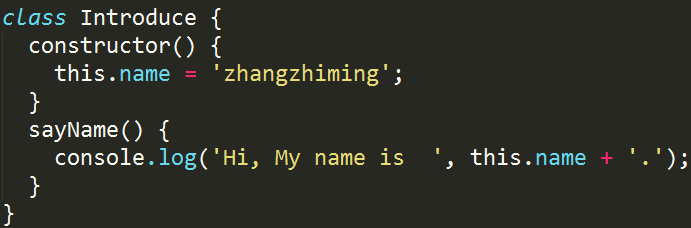 class Introduce {
  constructor() {
    this.name = 'zhangzhiming';
  }
  sayName() {
    console.log('Hi, My name is  ', this.name + '.');
  }
}